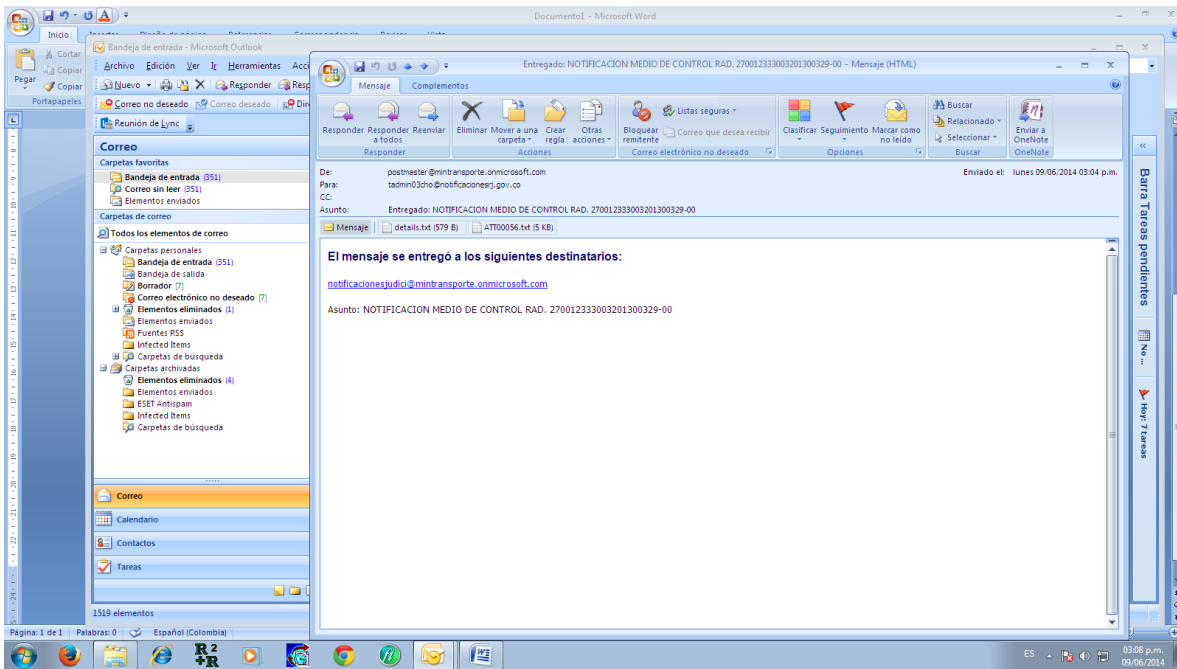 Documento1 - Microsoft Word
Inicio
Cortar
Copiar
Copiar
Pegar
Portapapeles
Bandeja de entrada - Microsoft Outlook
Archivo Edición Ver Ir Herramientas Acci
Nuevo Responder Resp
Correo no deseado Correo deseado Dir
Reunión de Lync
Correo
Carpetas favoritas
Bandeja de entrada (351)
Correo sin leer (351)
Elementos enviados
Carpetas de correo
Todos los elementos de correo
Carpetas personales
Bandeja de entrada (351)
Bandeja de salida
Borrador [7]
Correo electrónico no deseado [7]
Elementos eliminados (1)
Elementos enviados
Fuentes RSS
Infected Items
Carpetas de búsqueda
Carpetas archivadas
Elementos eliminados (4)
Elementos enviados
ESET Antispam
Infected Items
Carpetas de búsqueda
Correo
Calendario
Contactos
Tareas
1519 elementos
Entregado: NOTIFICACION MEDIO DE CONTROL RAD. 27001233300320130032​9-00 - Mensaje (HTML)
Mensaje Complementos
Responder Responder a todos Reenviar
Responder
Eliminar Mover a una carpeta Crear regla Otras acciones
Acciones
Bloquear remitente Listas seguras Correo que desea recibir
Correo electrónico no deseado
Clasificar Seguimiento Marcar como no leído
Opciones
Buscar
Relacionado
Seleccionar
Buscar
Enviar a OneNote
OneNote
De: postmaster@mintransporte.onmicrosoft.com
Enviado el: lunes 09/06/2014 03:04 p.m.
Para: tadmin03cho@notificacionesrj.gov.co
CC:
Asunto: Entregado: NOTIFICACION MEDIO DE CONTROL RAD. 270012333003201300329-00
Mensaje details.txt (579 B) ATT00056.txt (5 KB)
El mensaje se entregó a los siguientes destinatarios:
notificacionesjudici@mintransporte.onmicrosoft.com
Asunto: NOTIFICACION MEDIO DE CONTROL RAD. 270012333003201300329-00
Barra Tareas pendientes
No...
Hoy: 7 tareas
Página: 1 de 1 Palabras: 0 Español (Colombia)
ES
03:08 p.m.
09/06/2014